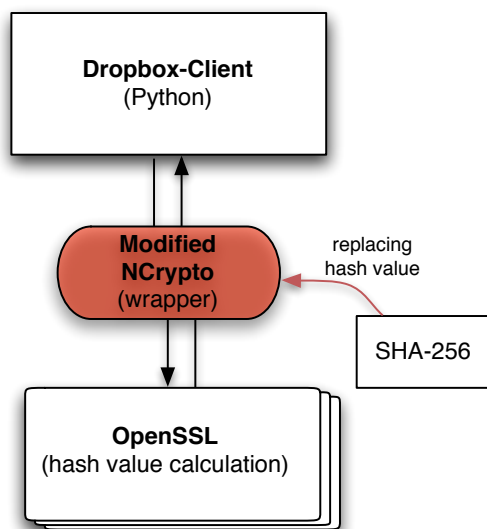 Dropbox-Client
(Python)
Modified
NCrypto
(wrapper)
replacing
hash value
SHA-256
OpenSSL
(hash value calculation)